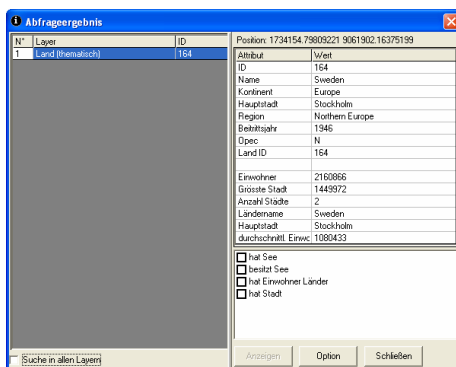 Abfrageergebnis
N° Layer ID
1 Land (thematisch) 164
Suche in allen Layern
Position: 1734154.79809221 9061902.16375199
Attribut Wert
ID 164
Name Sweden
Kontinent Europe
Hauptstadt Stockholm
Region Northern Europe
Beitrittsjahr 1946
Opec N
Land ID 164
Einwohner 2160866
Grösste Stadt 1449972
Anzahl Städte 2
Ländername Sweden
Hauptstadt Stockholm
durchschnittl. Einwc 1080433
hat See
besitzt See
hat Einwohner Länder
hat Stadt
Anzeigen Option Schließen